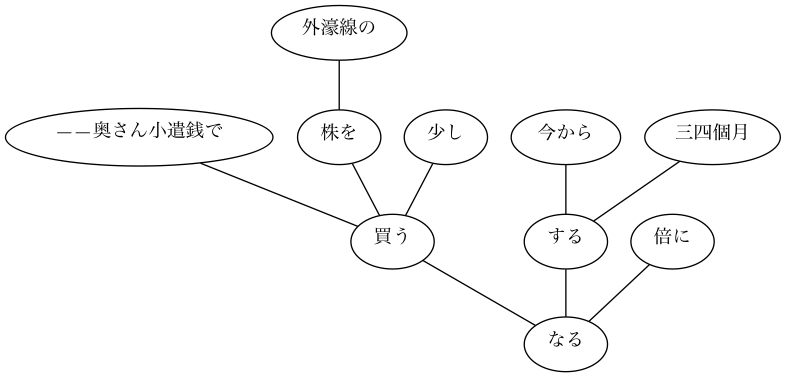 外濠線の
——奥さん小遣銭で
株を
少し
今から
三四個月
買う
する
倍に
なる